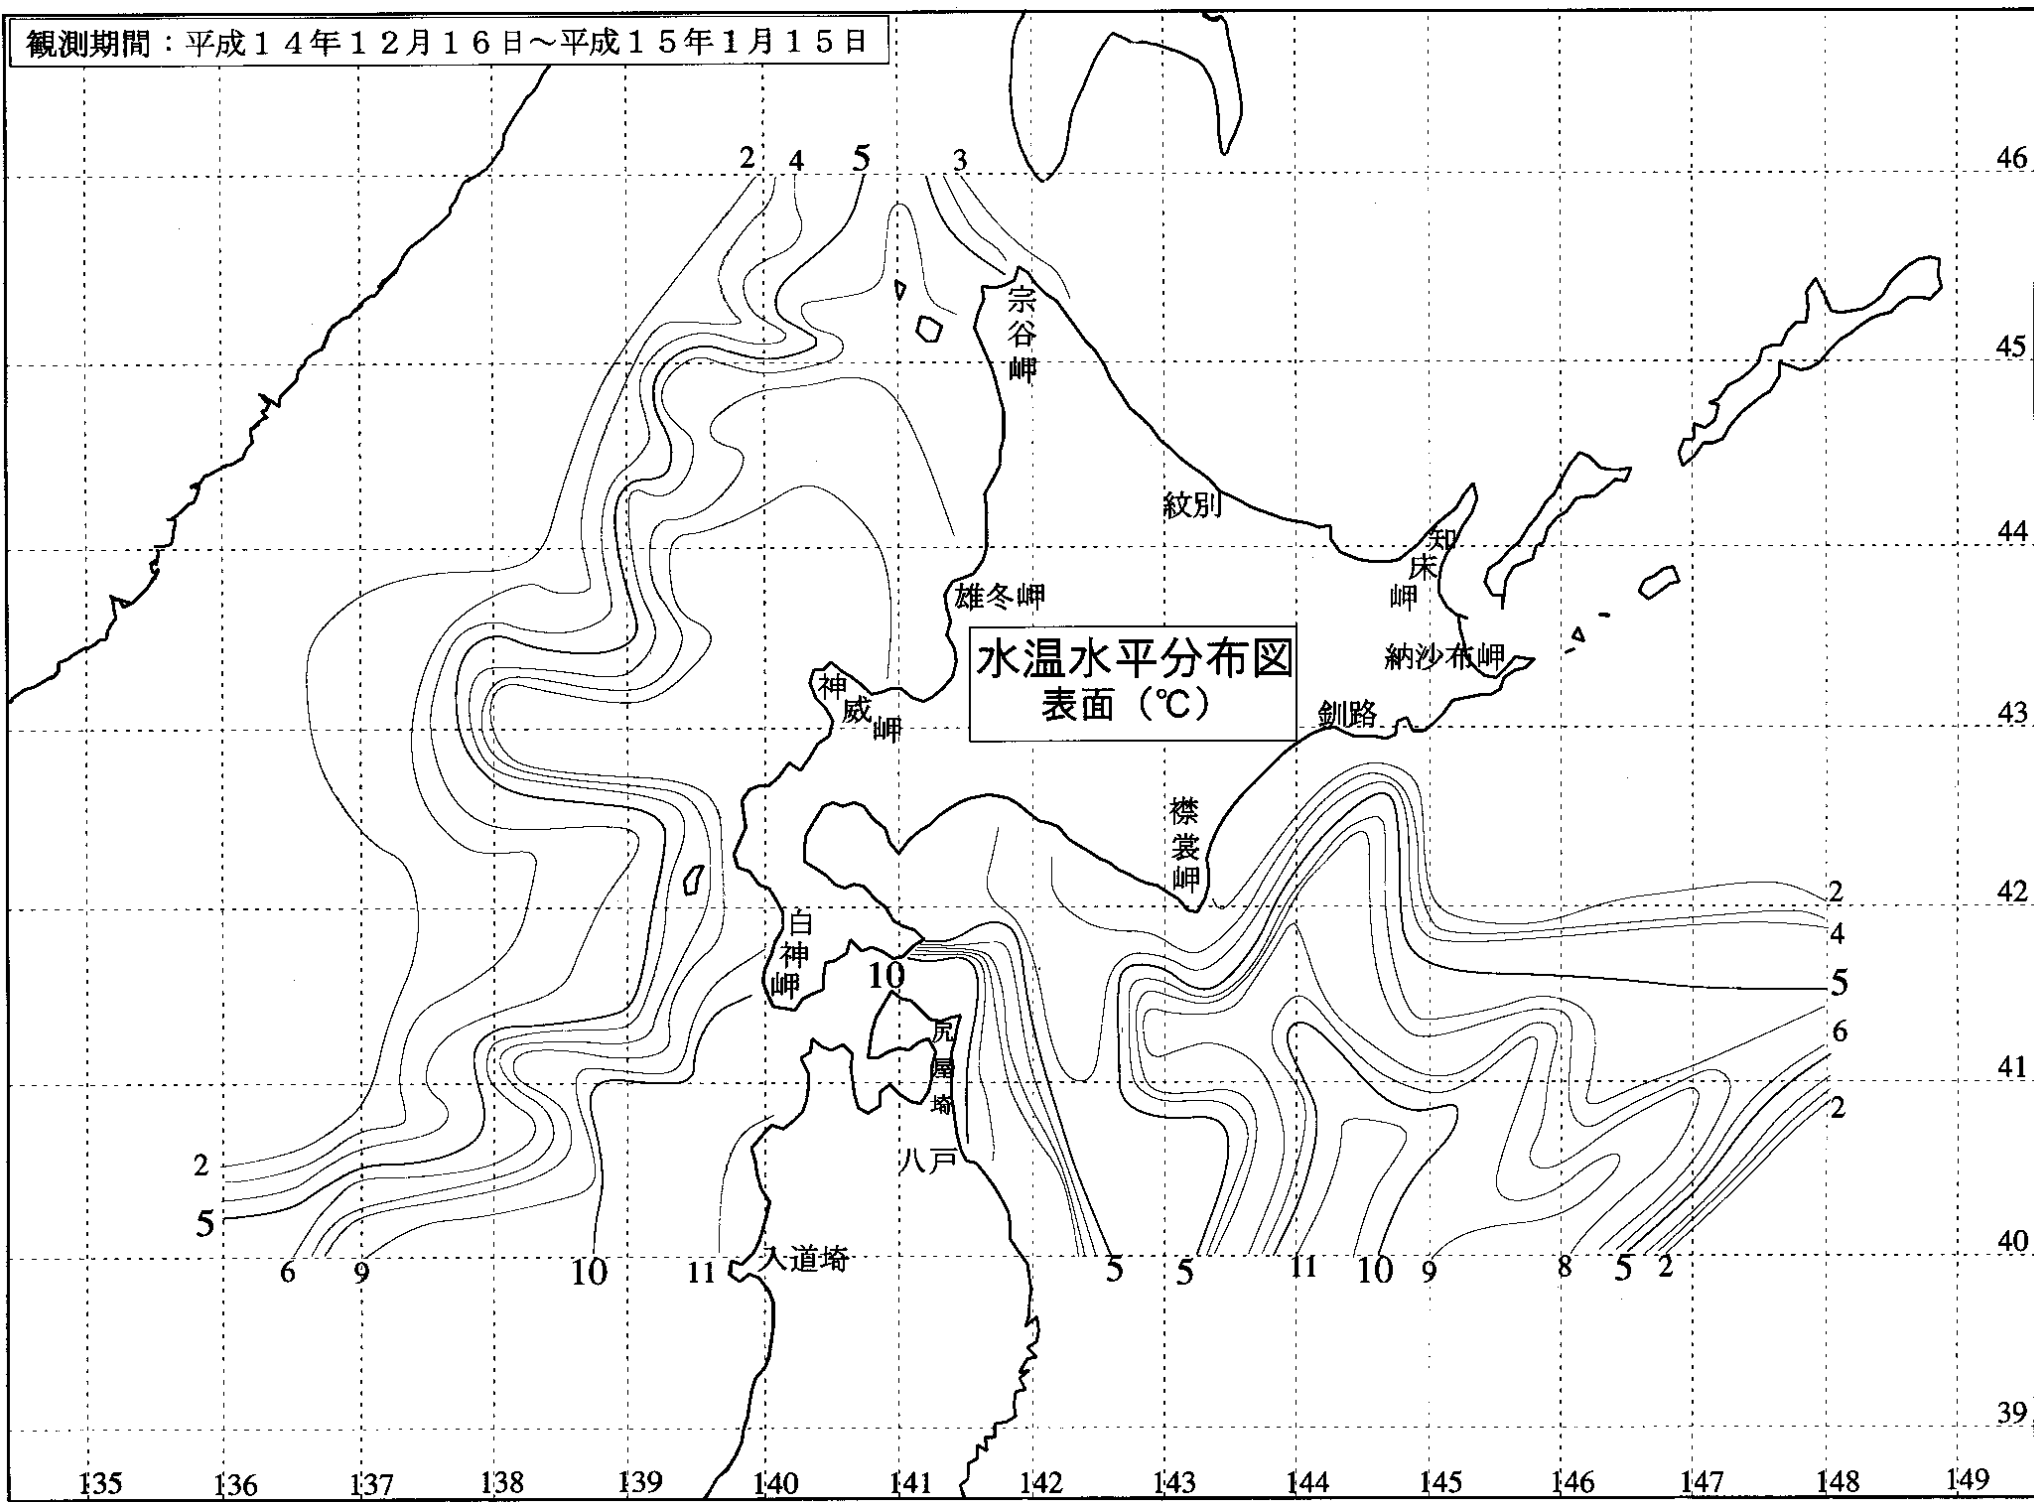 観測期間：平成１４年１２月１６日～平成１５年１月１５日
2 4 5 3
46
45
44
43
42
41
40
39
宗谷岬
紋別
知床岬
雄冬岬
水温水平分布図
表面（℃）
納沙布岬
神威岬
釧路
襟裳岬
白神岬
10
尻屋埼
八戸
入道埼
2
4
5
6
2
2
5
6 9 10 11 5 5 11 10 9 8 5 2
135 136 137 138 139 140 141 142 143 144 145 146 147 148 149